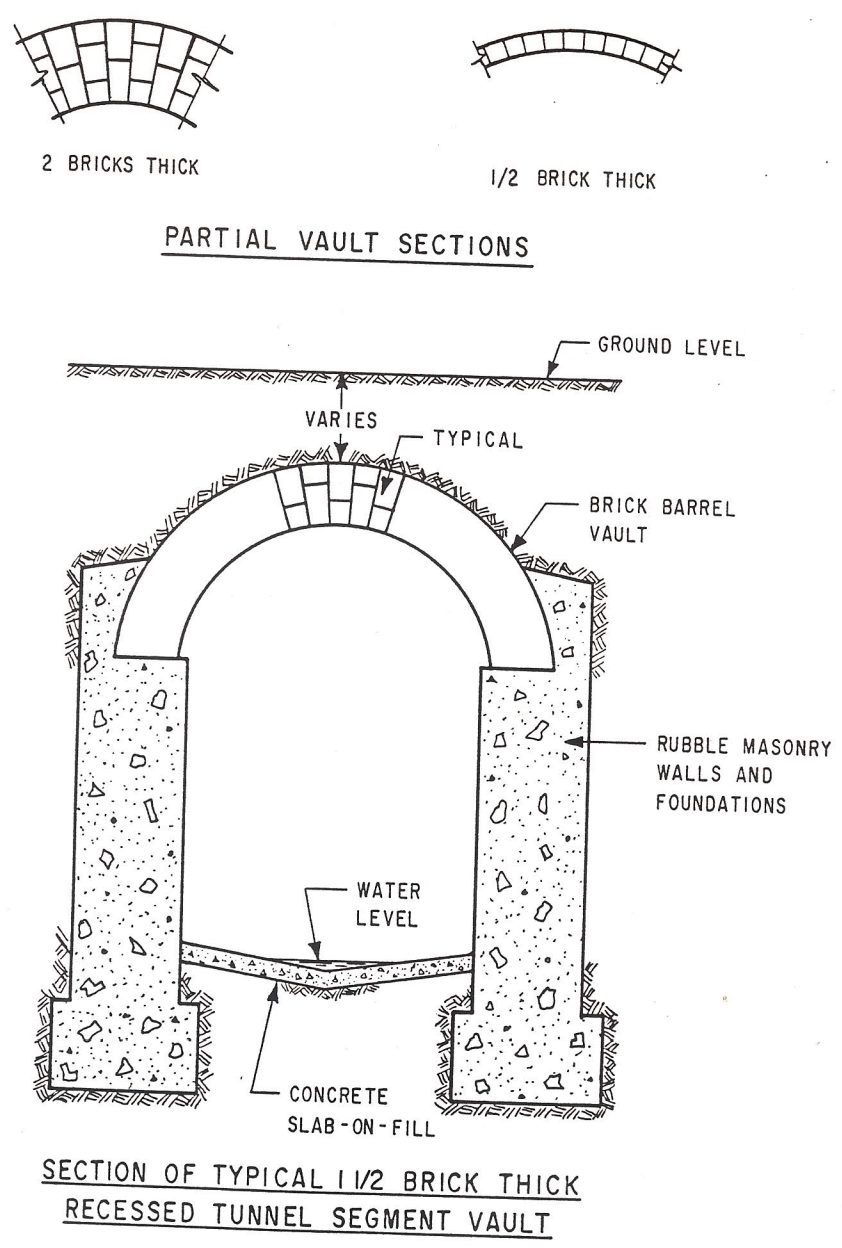 2 BRICKS THICK
1/2 BRICK THICK
PARTIAL VAULT SECTIONS
GROUND LEVEL
VARIES
TYPICAL
BRICK BARREL
VAULT
RUBBLE MASONRY
WALLS AND
FOUNDATIONS
WATER
LEVEL
CONCRETE
SLAB-ON-FILL
SECTION OF TYPICAL 1 1/2 BRICK THICK
RECESSED TUNNEL SEGMENT VAULT